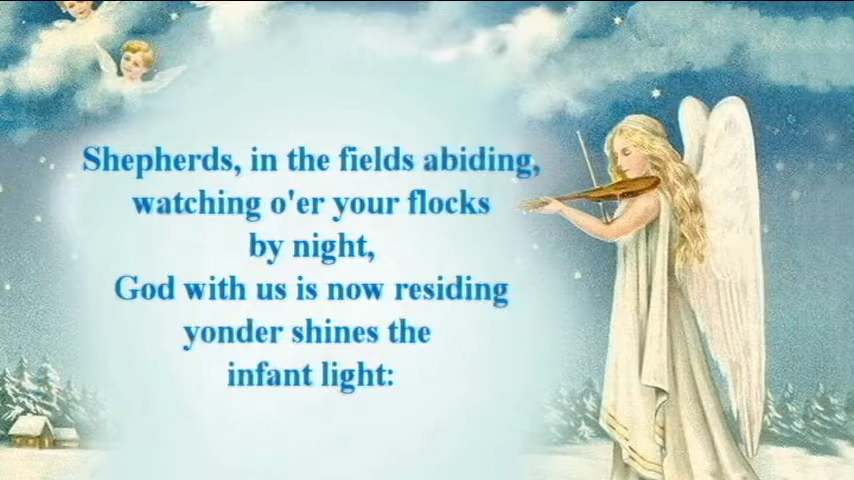 Shepherds, in the fields abiding,
watching o'er your flocks
by night,
God with us is now residing
yonder shines the
infant light: